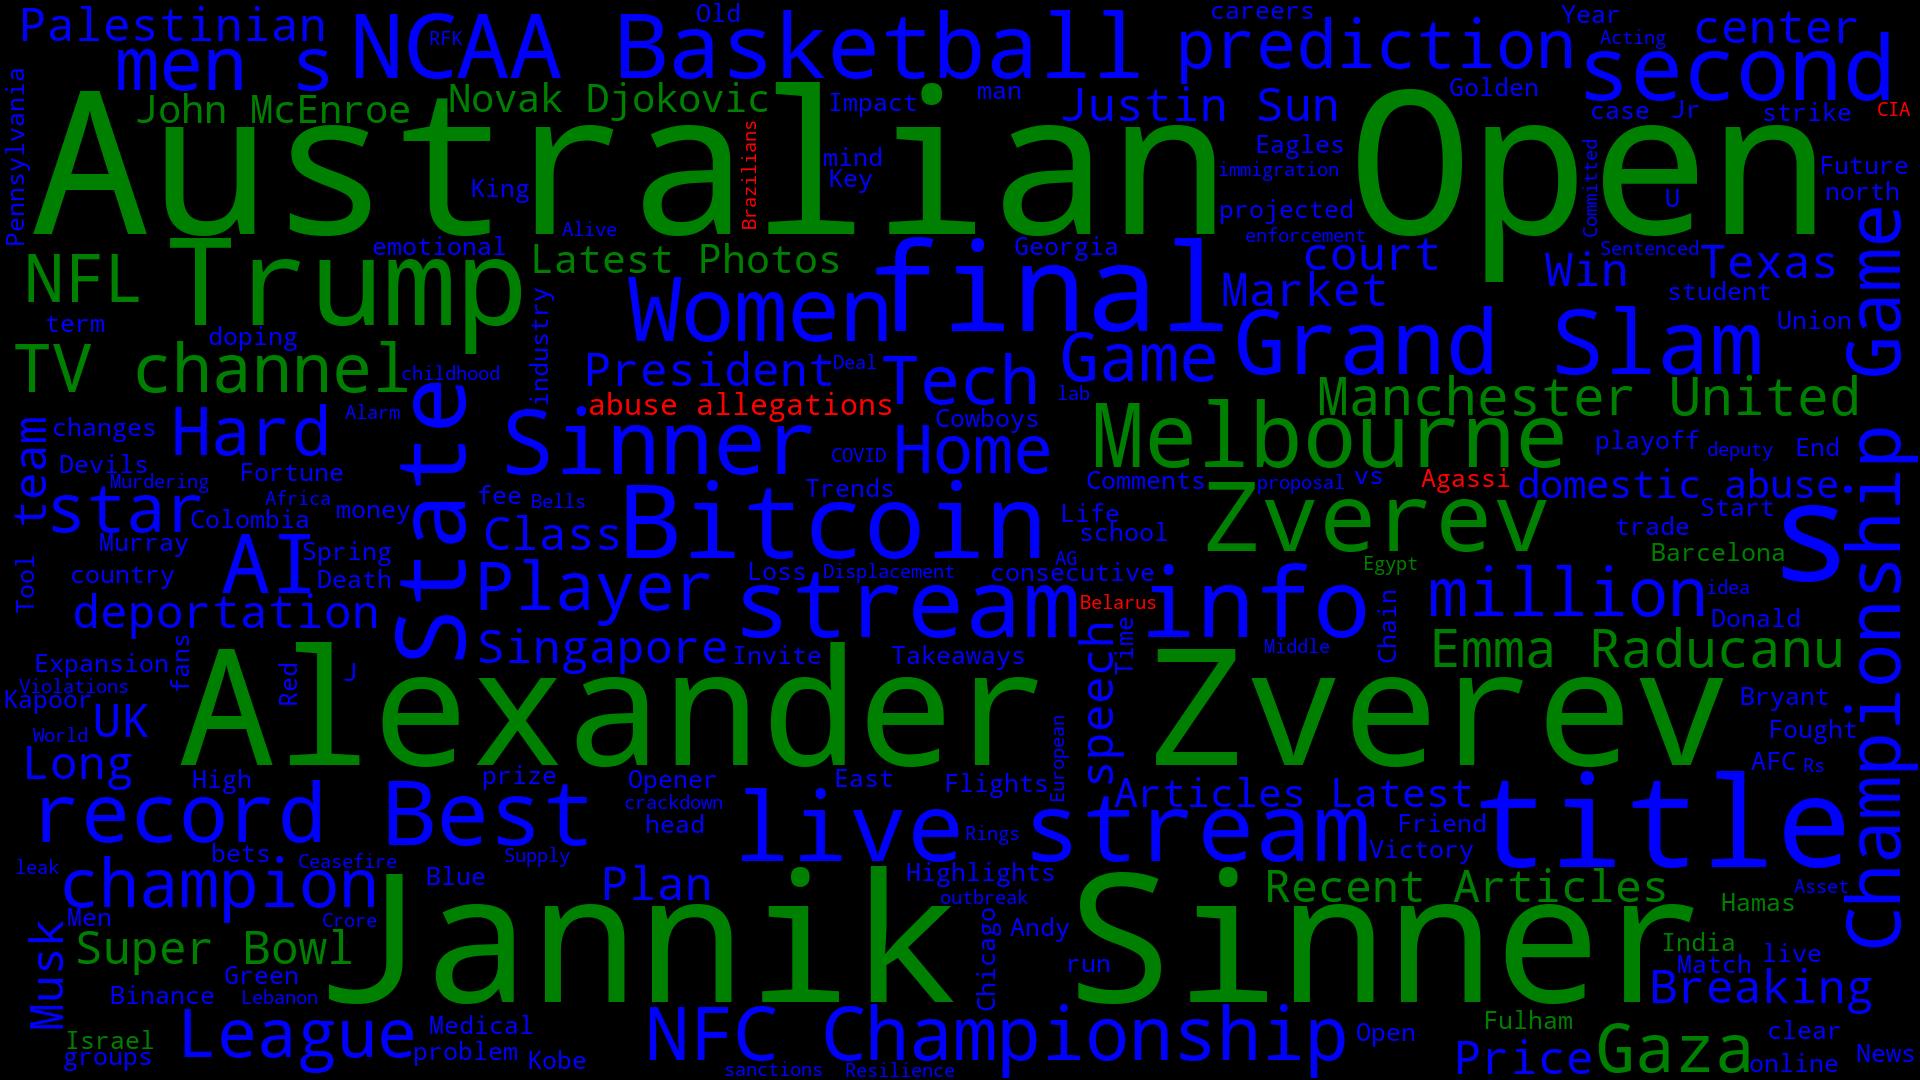 Palestinian
men s
NCAA Basketball
RFK
Old
prediction
careers
Year
Acting
center
second
John McEnroe
Novak Djokovic
Impact
man
Justin Sun
Golden
case
Jr
strike
CIA
Pennsylvania
Australian Open
King
Brazilians
mind
Key
Eagles
immigration
Committed
Future
U
north
projected
Alive
enforcement
emotional
NFL
Trump
Latest Photos
final
Georgia
court
Sentenced
Win
Texas
student
Market
Women
industry
term
doping
Grand Slam
Union
Championship Game
TV channel
childhood
President
Deal
Tech
Game
lab
Manchester United
abuse allegations
Alarm
state
Hard
Sinner
Cowboys
Home
COVID
Melbourne
playoff
deputy
End
team
changes
Devils
Murdering
Fortune
Africa
money
star
Colombia
fee
Bells
Trends
Comments
proposal
vs
Agassi
domestic abuse
s
Class
Bitcoin
Life
school
Zverev
Start
trade
Murray
AI
Spring
Death
AG
Egypt
Barcelona
Tool
country
Player
Loss
Displacement
consecutive
stream
Belarus
info
Chain
million
idea
Donald
deportation
Singapore
Invite
Takeaways
speech
Time
Middle
Emma Raducanu
Expansion
fans
Violations
Kapoor
Red
J
Alexander Zverev
Bryant
World
UK
Fought
Long
European
AFC
Rs
High
prize
Opener
East
Flights
record
Best
crackdown
head
live stream
Rings
Articles Latest
Friend
Victory
title
leak
bets
Ceasefire
Supply
champion
Blue
Plan
Highlights
outbreak
Recent Articles
Asset
Hamas
Men
Crore
Jannik Sinner
Chicago
Andy
Musk
Super Bowl
Green
run
India
Match
live
Binance
Lebanon
Breaking
Israel
groups
League
Medical
problem
Kobe
NFC Championship
sanctions
Resilience
Open
Fulham
Price
Gaza
clear
online
News